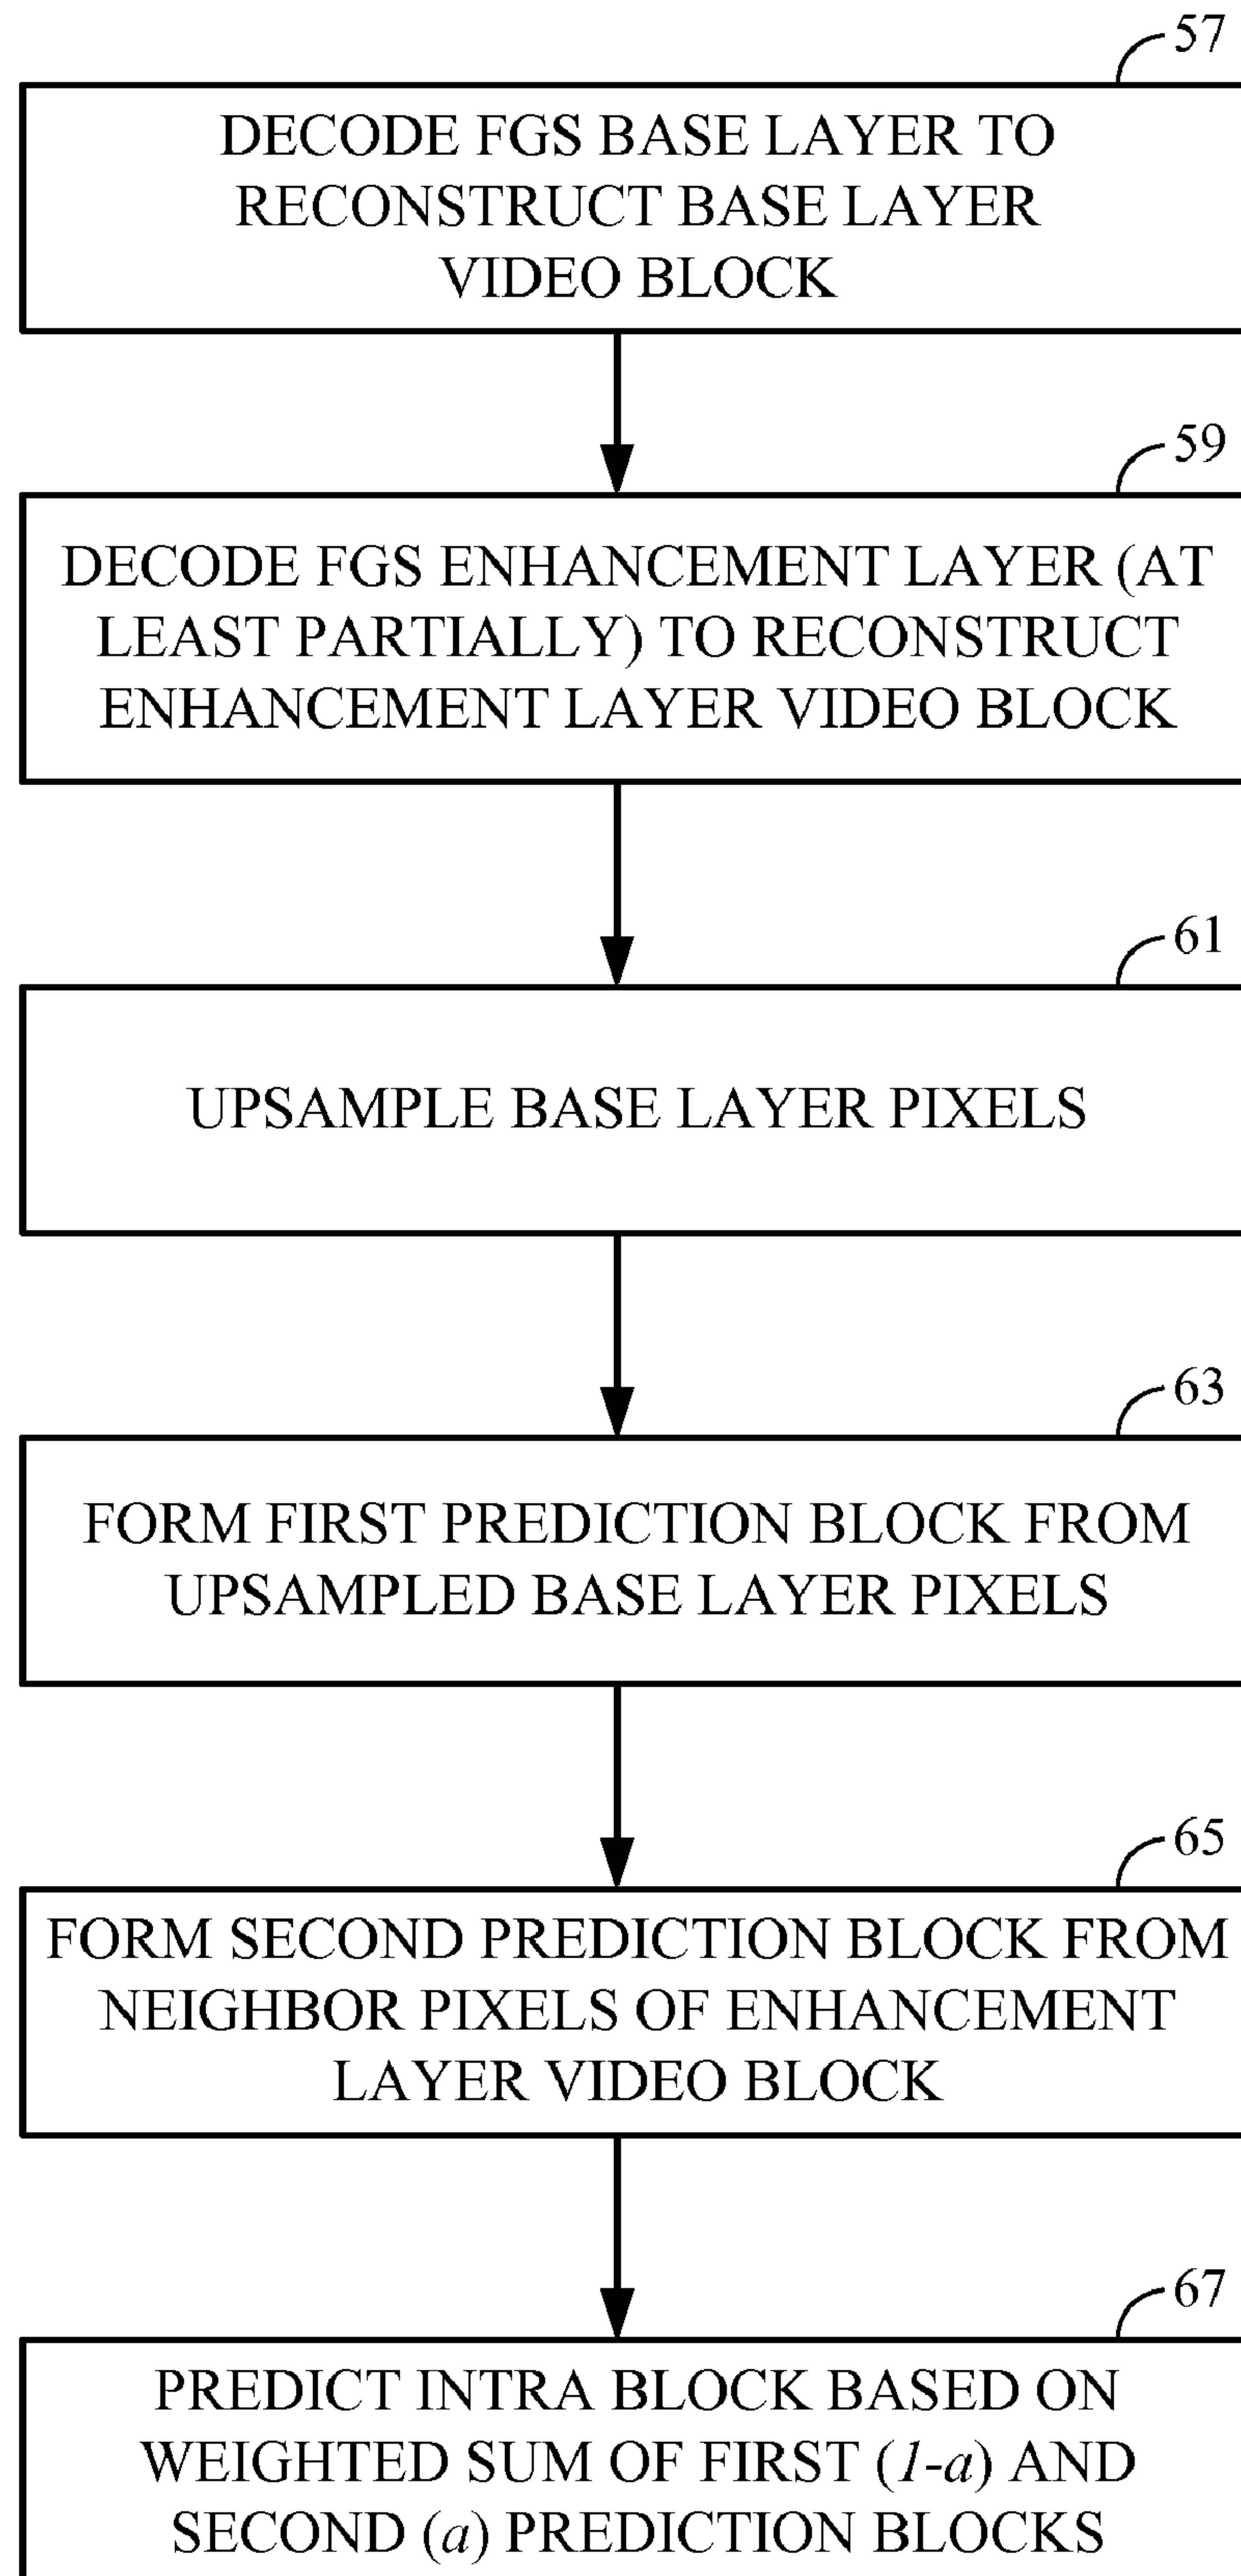 57
DECODE FGS BASE LAYER TO
RECONSTRUCT BASE LAYER
VIDEO BLOCK
59
DECODE FGS ENHANCEMENT LAYER (AT
LEAST PARTIALLY) TO RECONSTRUCT
ENHANCEMENT LAYER VIDEO BLOCK
61
UPSAMPLE BASE LAYER PIXELS
63
FORM FIRST PREDICTION BLOCK FROM
UPSAMPLED BASE LAYER PIXELS
65
FORM SECOND PREDICTION BLOCK FROM
NEIGHBOR PIXELS OF ENHANCEMENT
LAYER VIDEO BLOCK
67
PREDICT INTRA BLOCK BASED ON
WEIGHTED SUM OF FIRST (1-a) AND
SECOND (a) PREDICTION BLOCKS